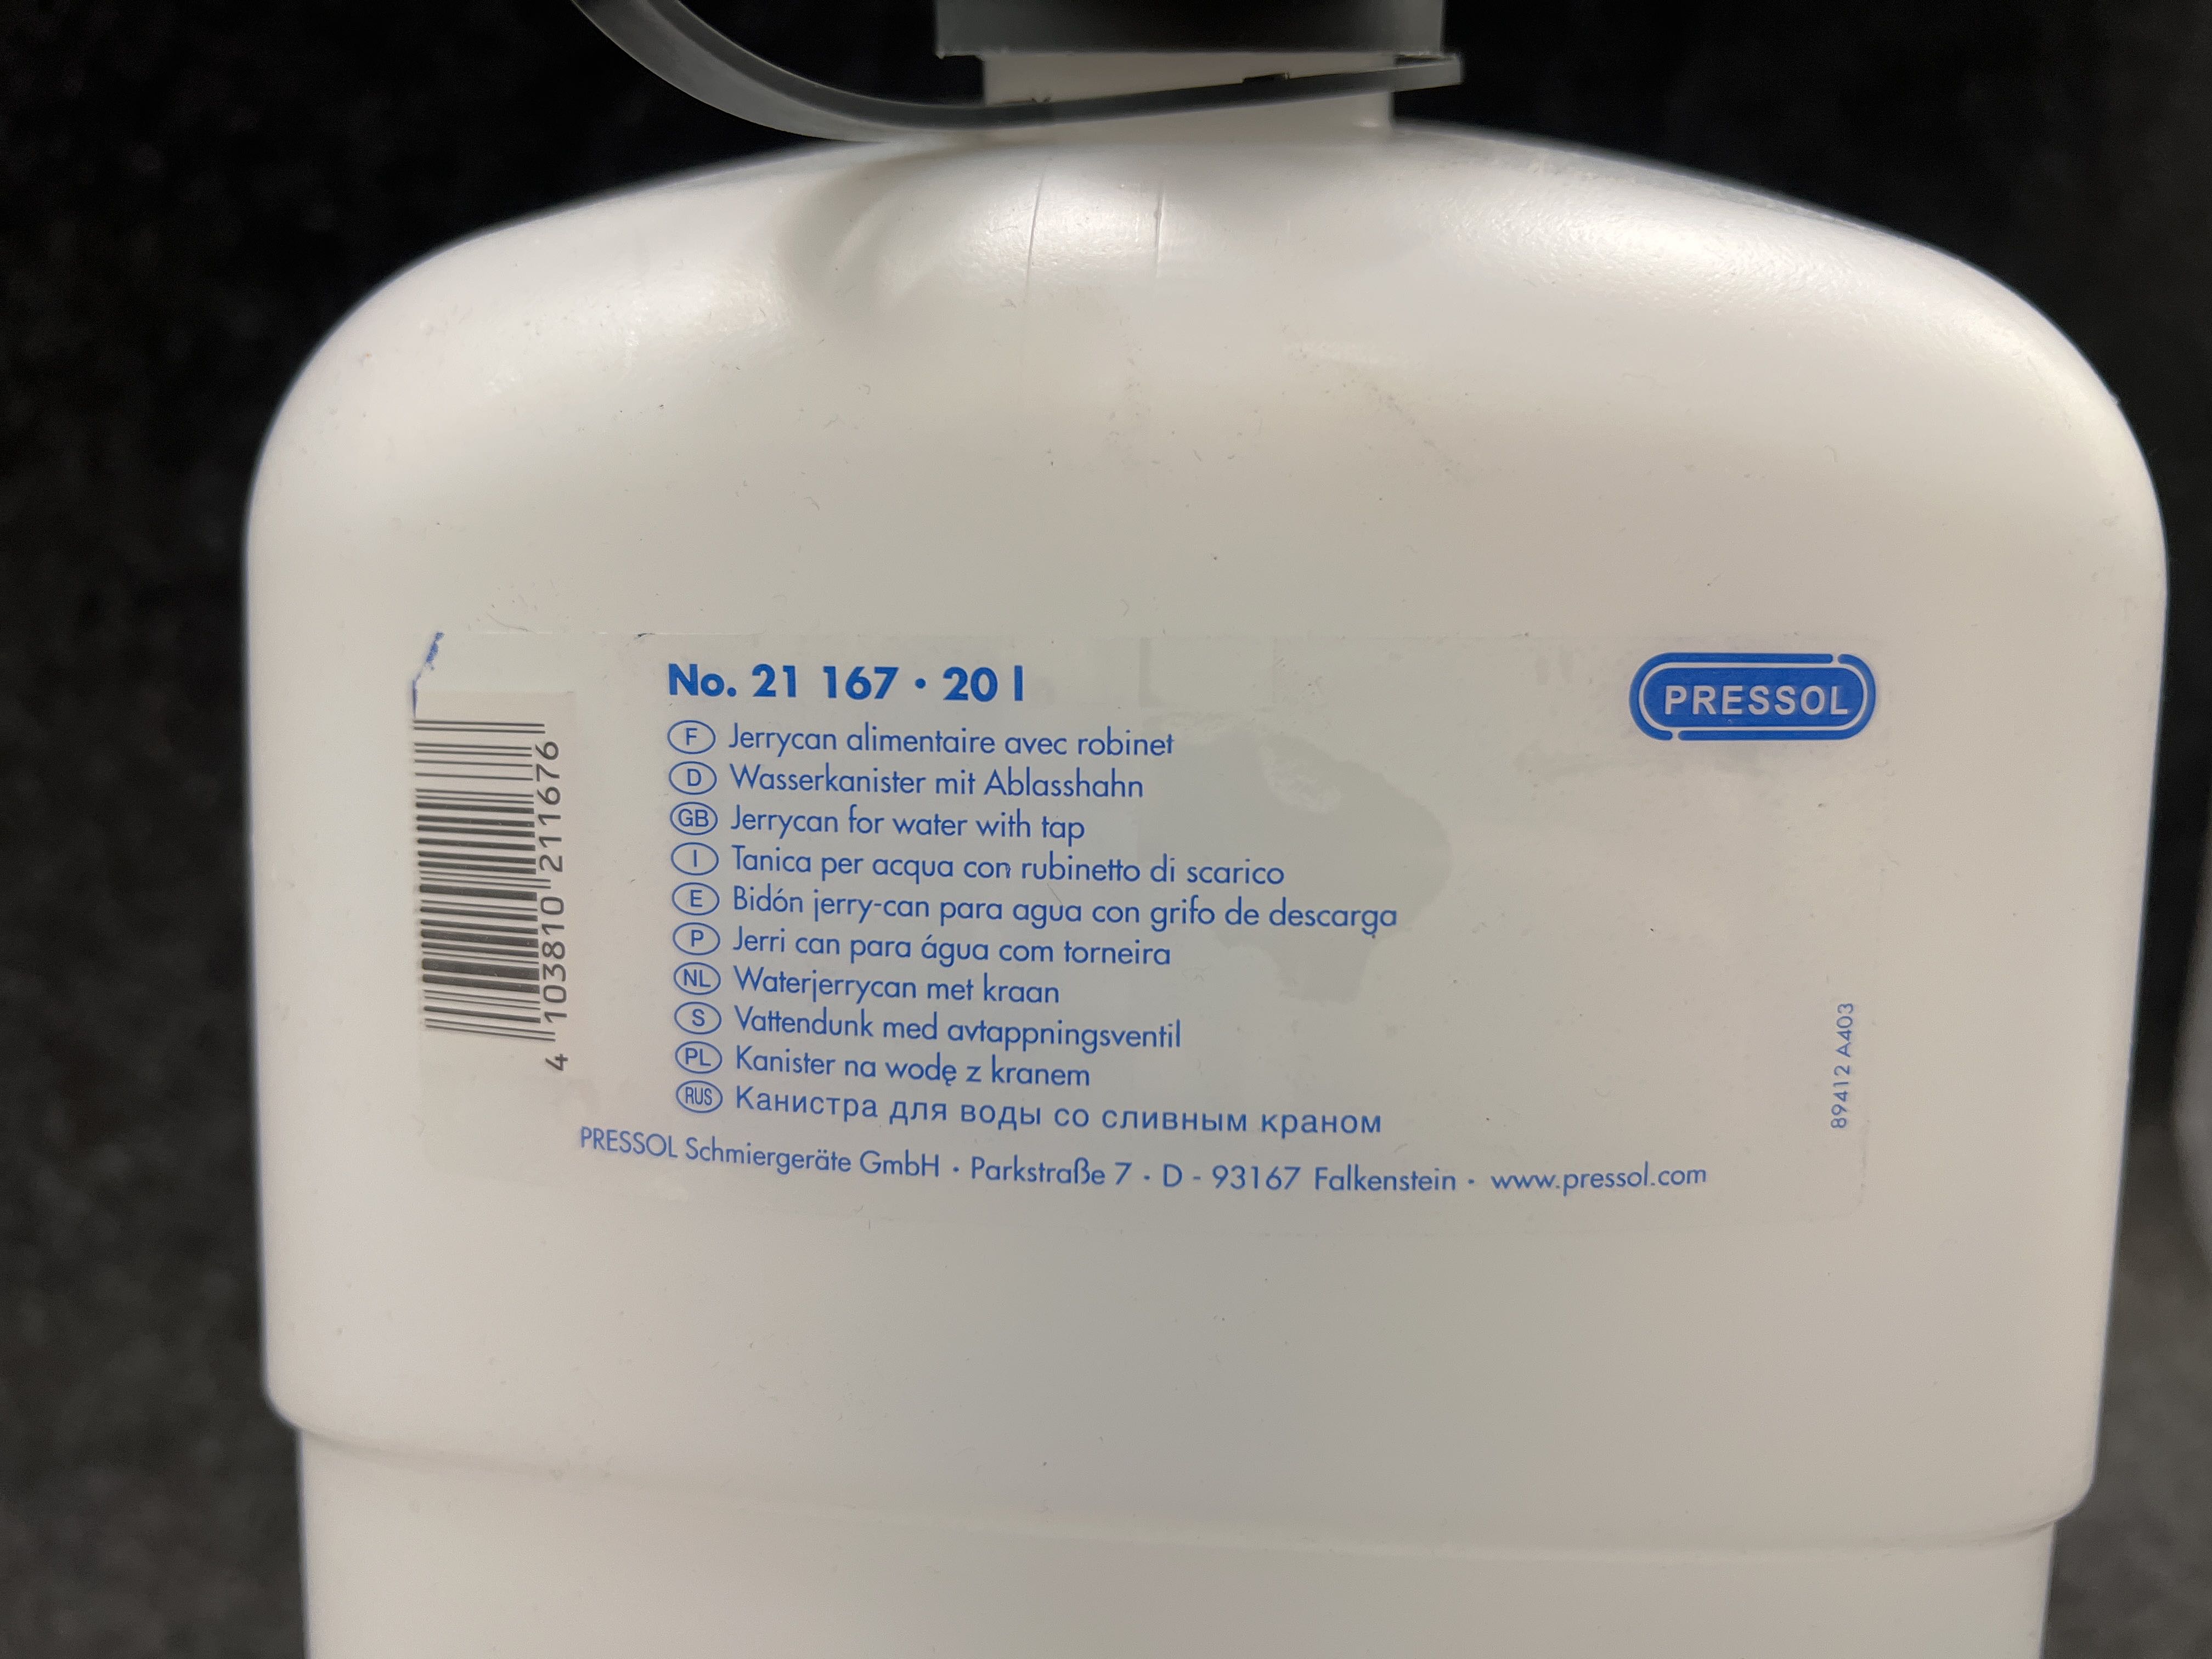 No. 21 167 • 20 l
PRESSOL
F Jerrycan alimentaire avec robinet
D Wasserkanister mit Ablasshahn
GB Jerrycan for water with tap
I Tanica per acqua con rubinetto di scarico
E Bidón jerry-can para agua con grifo de descarga
P Jerri can para água com torneira
NL Waterjerrycan met kraan
S Vattendunk med avtappningsventil
PL Kanister na wodę z kranem
RUS Канистра для воды со сливным краном
PRESSOL Schmiergeräte GmbH · Parkstraße 7 · D - 93167 Falkenstein · www.pressol.com
4 103810 211676
89412 A403